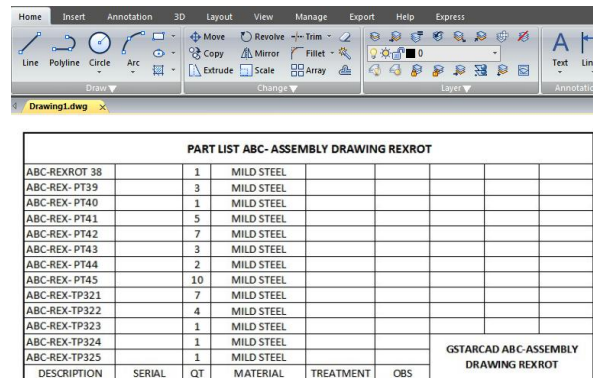 Home Insert Annotation 3D Layout View Manage Export Help Express
Move Revolve Trim
Copy Mirror Fillet
Line Polyline Circle Arc Extrude Scale Array
0
Text
Draw Change Layer
Drawing1.dwg
PART LIST ABC- ASSEMBLY DRAWING REXROT
ABC-REXROT 38 1 MILD STEEL
ABC-REX- PT39 3 MILD STEEL
ABC-REX- PT40 1 MILD STEEL
ABC-REX- PT41 5 MILD STEEL
ABC-REX- PT42 7 MILD STEEL
ABC-REX- PT43 3 MILD STEEL
ABC-REX- PT44 2 MILD STEEL
ABC-REX- PT45 10 MILD STEEL
ABC-REX-TP321 7 MILD STEEL
ABC-REX-TP322 4 MILD STEEL
ABC-REX-TP323 1 MILD STEEL
ABC-REX-TP324 1 MILD STEEL
ABC-REX-TP325 1 MILD STEEL
DESCRIPTION SERIAL QT MATERIAL TREATMENT OBS
GSTARCAD ABC-ASSEMBLY
DRAWING REXROT